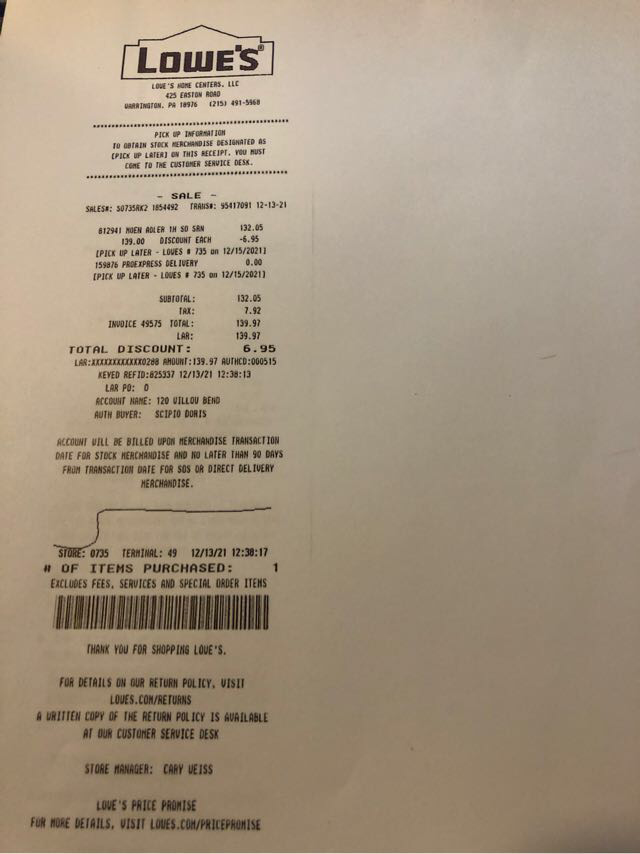 LOWE'S®
LOWE'S HOME CENTERS, LLC
425 EASTON ROAD
WARRINGTON, PA 18976 (215) 491-5968
PICK UP INFORMATION
TO OBTAIN STOCK MERCHANDISE DESIGNATED AS
[PICK UP LATER] ON THIS RECEIPT, YOU MUST
COME TO THE CUSTOMER SERVICE DESK.
- SALE -
SALES#: S0735RK2 1854492 TRANS#: 95417091 12-13-21
812941 MOEN ADLER 1H SO SRN 132.05
139.00 DISCOUNT EACH -6.95
[PICK UP LATER - LOWES # 735 on 12/15/2021]
159876 PROEXPRESS DELIVERY 0.00
[PICK UP LATER - LOWES # 735 on 12/15/2021]
SUBTOTAL: 132.05
TAX: 7.92
INVOICE 49575 TOTAL: 139.97
LAR: 139.97
TOTAL DISCOUNT: 6.95
LAR:XXXXXXXXXXXX0288 AMOUNT:139.97 AUTHCD:000515
KEYED REFID:825337 12/13/21 12:38:13
LAR PO: 0
ACCOUNT NAME: 120 WILLOW BEND
AUTH BUYER: SCIPIO DORIS
ACCOUNT WILL BE BILLED UPON MERCHANDISE TRANSACTION
DATE FOR STOCK MERCHANDISE AND NO LATER THAN 90 DAYS
FROM TRANSACTION DATE FOR SOS OR DIRECT DELIVERY
MERCHANDISE.
STORE: 0735 TERMINAL: 49 12/13/21 12:38:17
# OF ITEMS PURCHASED: 1
EXCLUDES FEES, SERVICES AND SPECIAL ORDER ITEMS
THANK YOU FOR SHOPPING LOWE'S.
FOR DETAILS ON OUR RETURN POLICY, VISIT
LOWES.COM/RETURNS
A WRITTEN COPY OF THE RETURN POLICY IS AVAILABLE
AT OUR CUSTOMER SERVICE DESK
STORE MANAGER: CARY WEISS
LOWE'S PRICE PROMISE
FOR MORE DETAILS, VISIT LOWES.COM/PRICEPROMISE